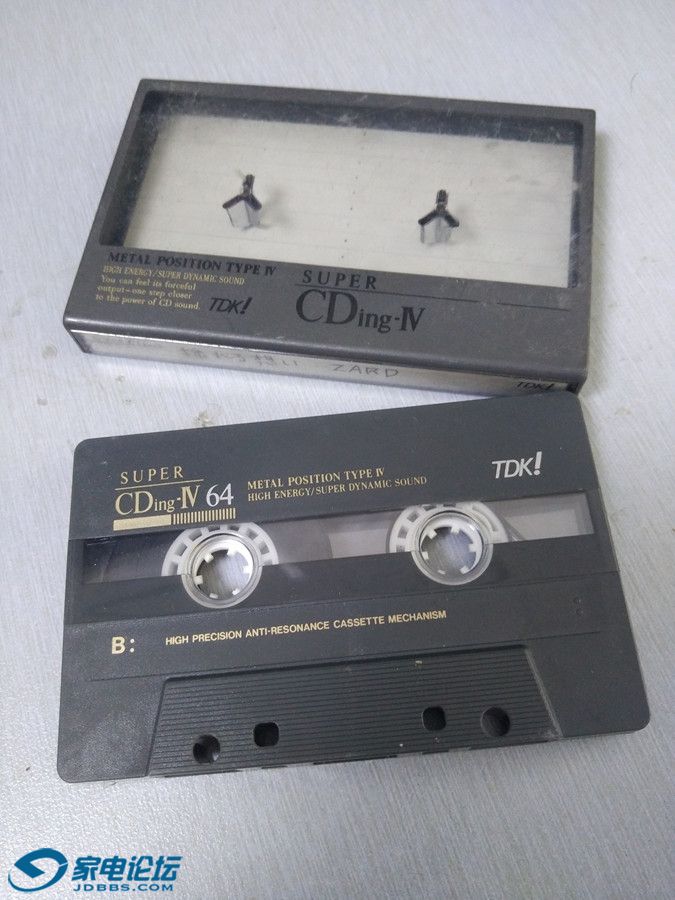 METAL POSITION TYPE IV
HIGH ENERGY/SUPER DYNAMIC SOUND
You can feel its forceful
output-one step closer
to the power of CD sound.
TDK!
SUPER
CDing-IV
ZARD
TDK!
SUPER
CDing-IV 64
METAL POSITION TYPE IV
HIGH ENERGY/SUPER DYNAMIC SOUND
TDK!
B:
HIGH PRECISION ANTI-RESONANCE CASSETTE MECHANISM
家电论坛
JDBBS.COM